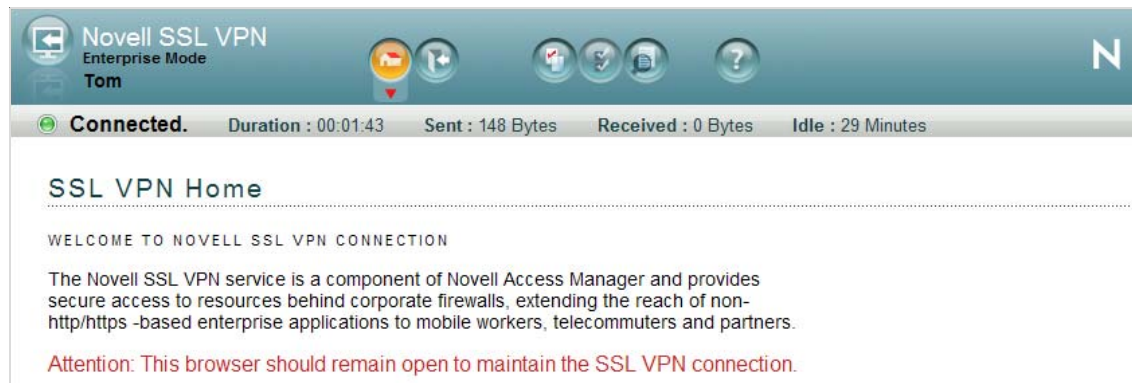 Novell SSL VPN
Enterprise Mode
Tom
?
N
Connected. Duration : 00:01:43 Sent : 148 Bytes Received : 0 Bytes Idle : 29 Minutes
SSL VPN Home
WELCOME TO NOVELL SSL VPN CONNECTION
The Novell SSL VPN service is a component of Novell Access Manager and provides
secure access to resources behind corporate firewalls, extending the reach of non-
http/https -based enterprise applications to mobile workers, telecommuters and partners.
Attention: This browser should remain open to maintain the SSL VPN connection.